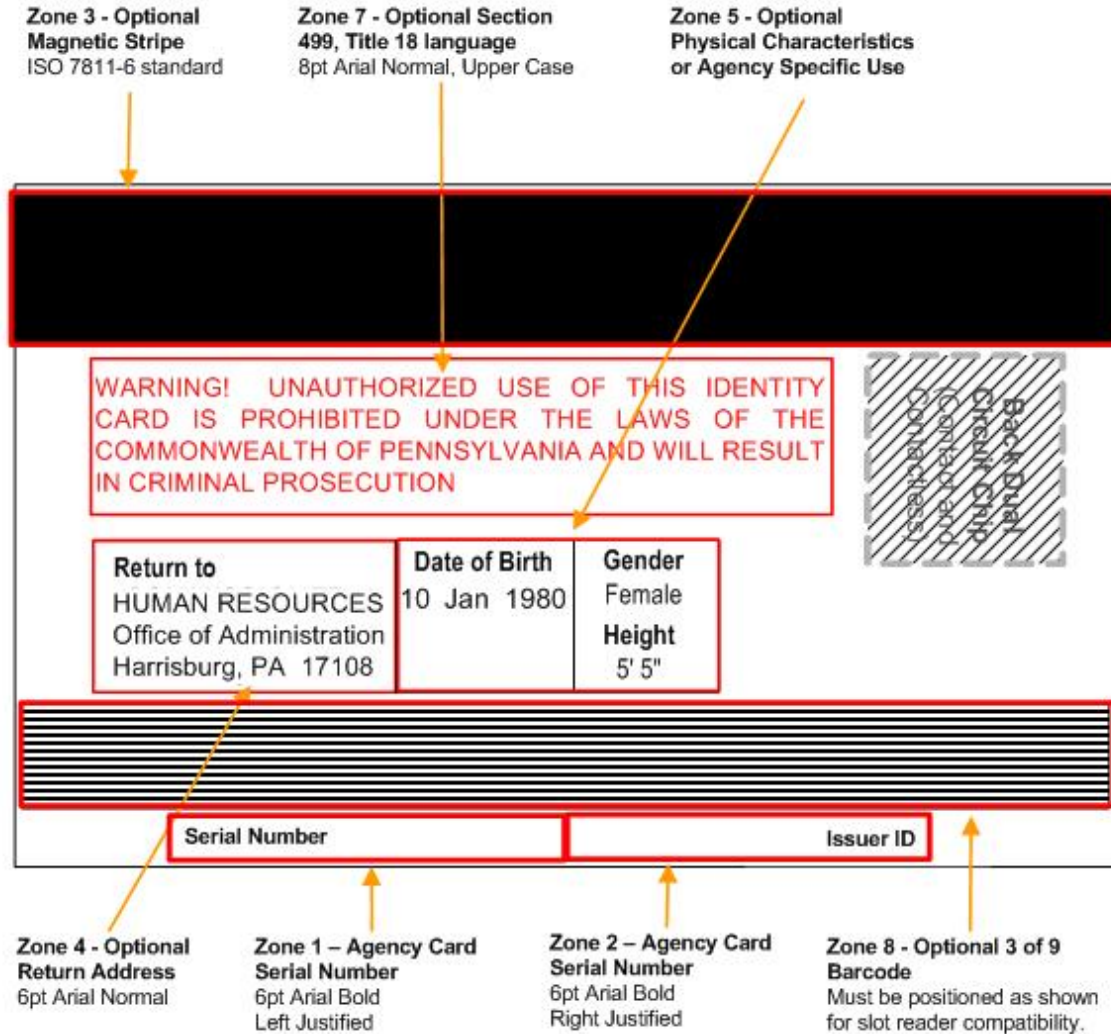 Zone 3 - Optional
Magnetic Stripe
ISO 7811-6 standard
Zone 7 - Optional Section
499, Title 18 language
8pt Arial Normal, Upper Case
Zone 5 - Optional
Physical Characteristics
or Agency Specific Use
WARNING! UNAUTHORIZED USE OF THIS IDENTITY
CARD IS PROHIBITED UNDER THE LAWS OF THE
COMMONWEALTH OF PENNSYLVANIA AND WILL RESULT
IN CRIMINAL PROSECUTION
Back Dual
Circuit Chip
(Contact and
Contactless)
Return to
HUMAN RESOURCES
Office of Administration
Harrisburg, PA 17108
Date of Birth
10 Jan 1980
Gender
Female
Height
5' 5"
Serial Number
Issuer ID
Zone 4 - Optional
Return Address
6pt Arial Normal
Zone 1 – Agency Card
Serial Number
6pt Arial Bold
Left Justified
Zone 2 – Agency Card
Serial Number
6pt Arial Bold
Right Justified
Zone 8 - Optional 3 of 9
Barcode
Must be positioned as shown
for slot reader compatibility.